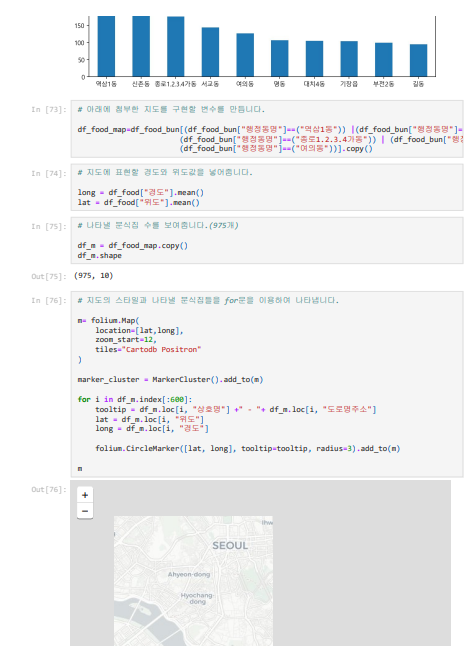 150
100
50
0
역삼1동 신촌동 종로1.2.3.4가동 서교동 여의동 명동 대치4동 기장읍 부전2동 길동
In [73]:
# 아래에 첨부한 지도를 구현할 변수를 만듭니다.
df_food_map=df_food_bun[(df_food_bun["행정동명"]==("역삼1동")) |(df_food_bun["행정동명"]=
(df_food_bun["행정동명"]==("종로1.2.3.4가동")) | (df_food_bun["행정
(df_food_bun["행정동명"]==("여의동"))].copy()
In [74]:
# 지도에 표현할 경도와 위도값을 넣어줍니다.
long = df_food["경도"].mean()
lat = df_food["위도"].mean()
In [75]:
# 나타낼 분식집 수를 보여줍니다.(975개)
df_m = df_food_map.copy()
df_m.shape
Out[75]: (975, 10)
In [76]:
# 지도의 스타일과 나타낼 분식집들을 for문을 이용하여 나타냅니다.
m= folium.Map(
location=[lat,long],
zoom_start=12,
tiles="Cartodb Positron"
)
marker_cluster = MarkerCluster().add_to(m)
for i in df_m.index[:600]:
tooltip = df_m.loc[i, "상호명"] +" - "+ df_m.loc[i, "도로명주소"]
lat = df_m.loc[i, "위도"]
long = df_m.loc[i, "경도"]
folium.CircleMarker([lat, long], tooltip=tooltip, radius=3).add_to(m)
m
Out[76]:
+
−
SEOUL
Ahyeon-dong
Hyochang-
dong